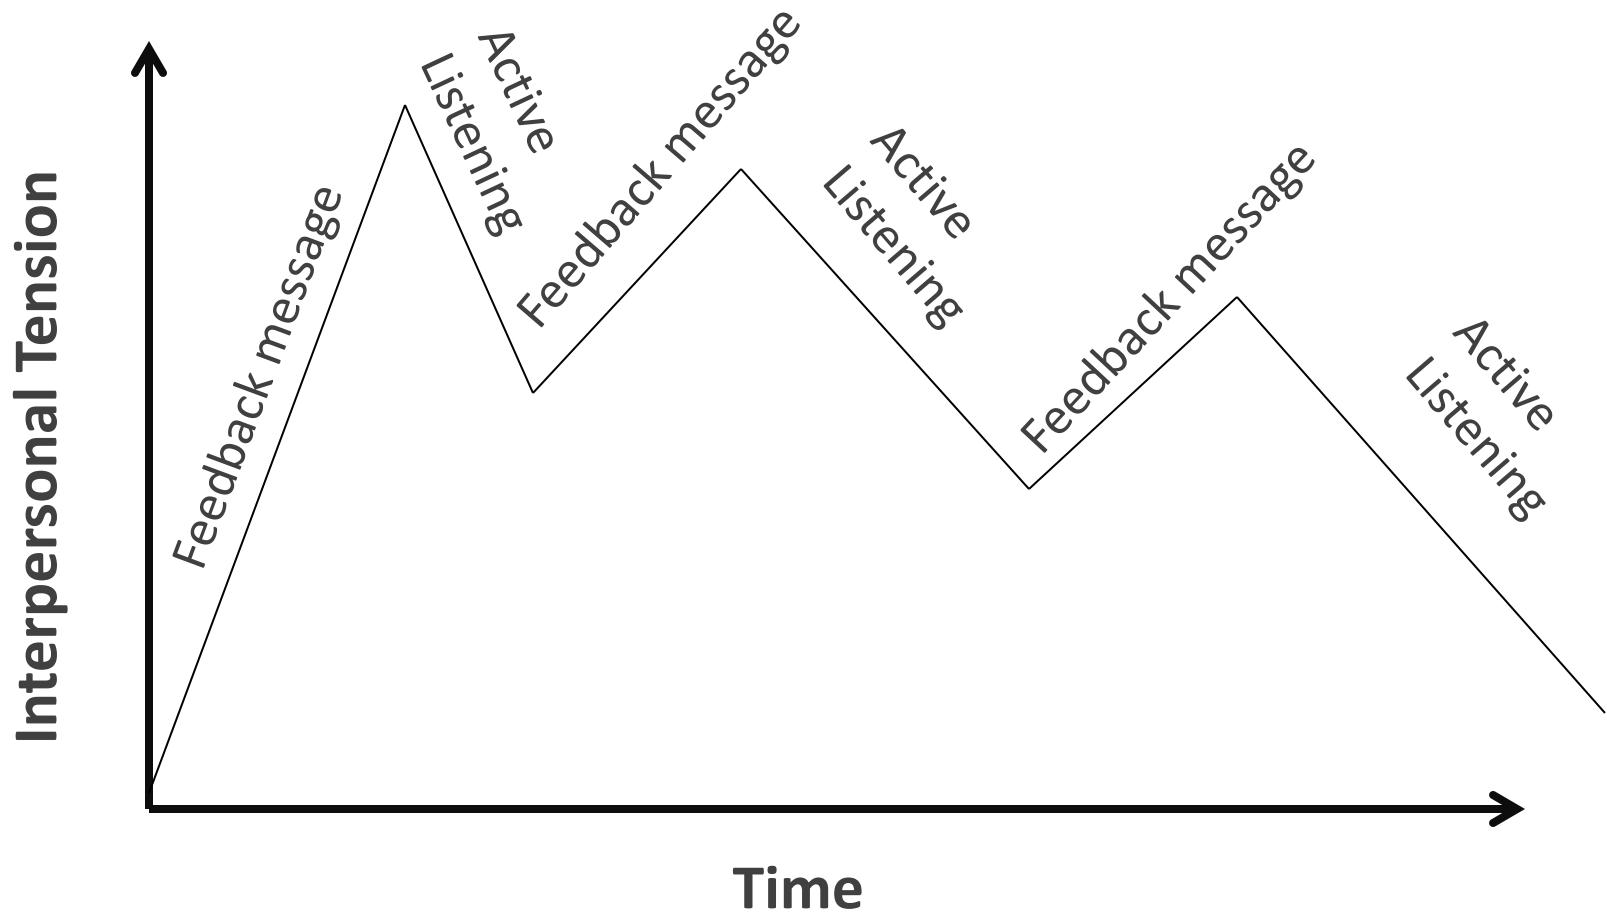 Interpersonal Tension
Feedback message
Active
Listening
Feedback message
Active
Listening
Feedback message
Active
Listening
Time